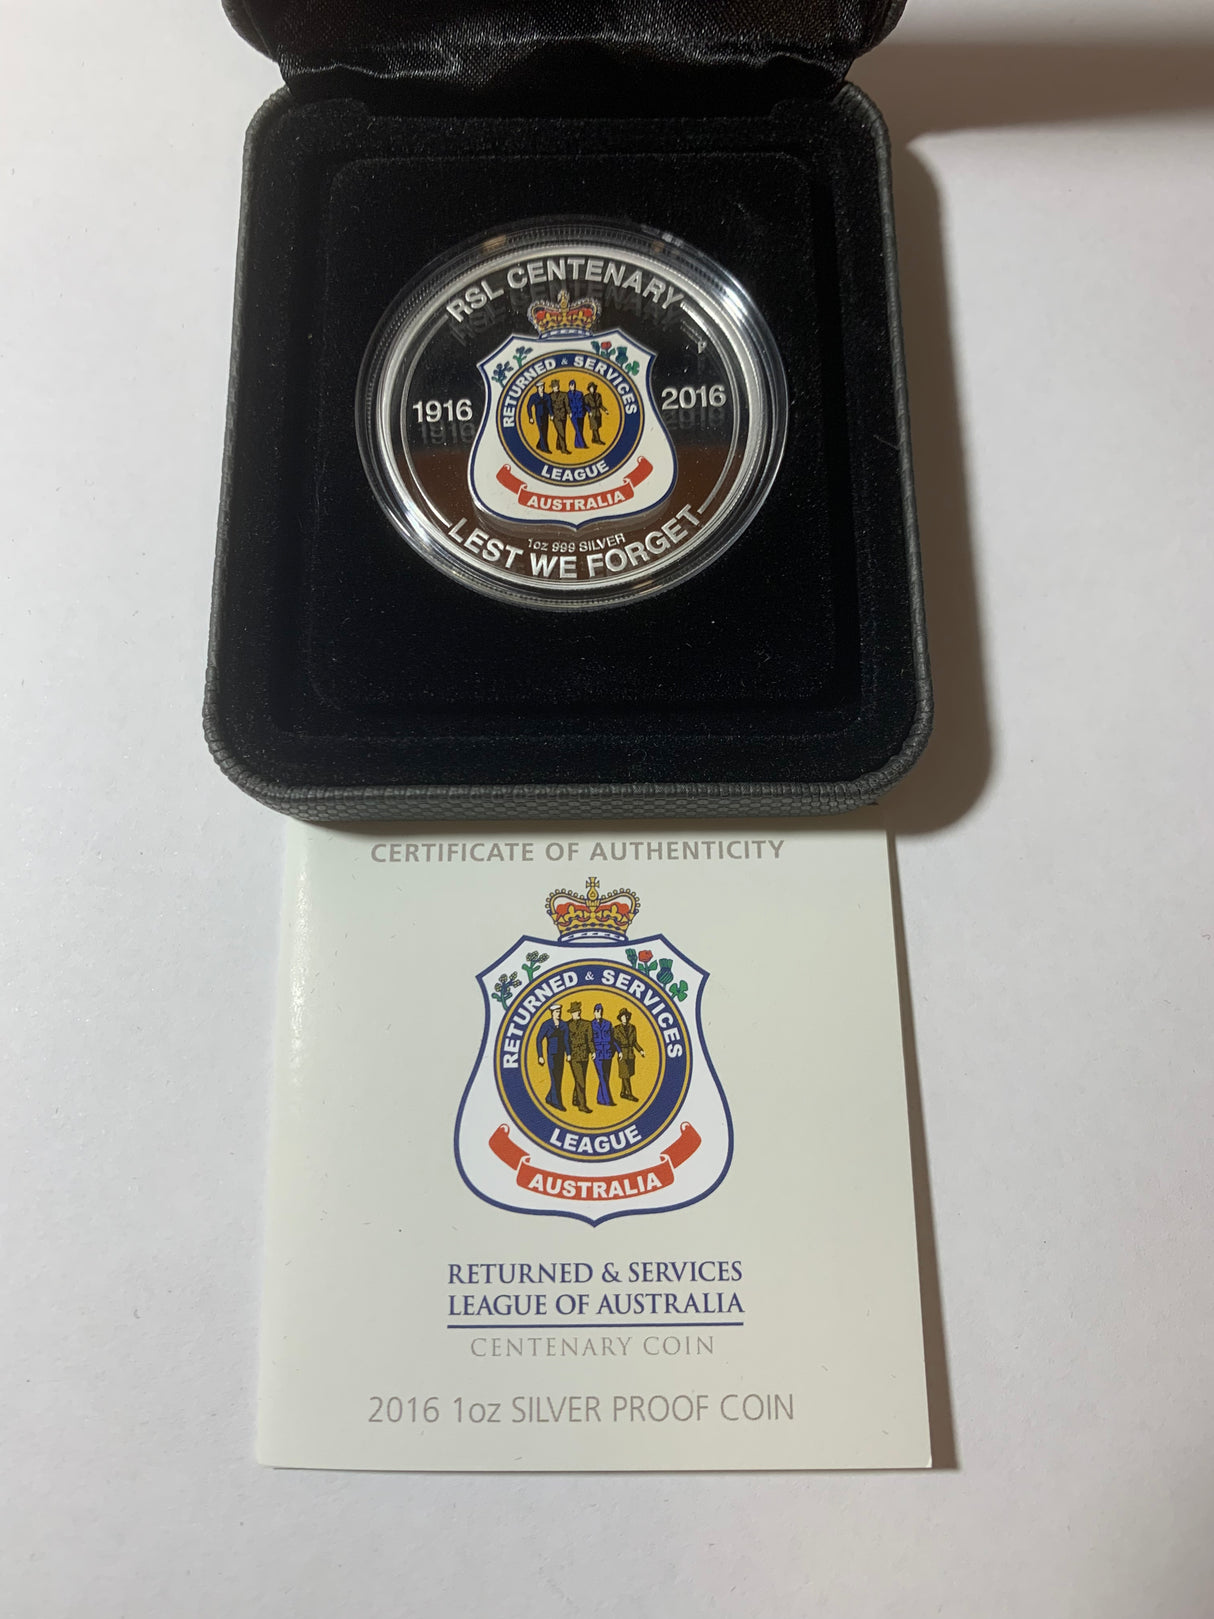 RSL CENTENARY
P
1916
2016
RETURNED & SERVICES
LEAGUE
AUSTRALIA
1oz 999 SILVER
LEST WE FORGET
CERTIFICATE OF AUTHENTICITY
RETURNED & SERVICES
LEAGUE
AUSTRALIA
RETURNED & SERVICES
LEAGUE OF AUSTRALIA
CENTENARY COIN
2016 1oz SILVER PROOF COIN